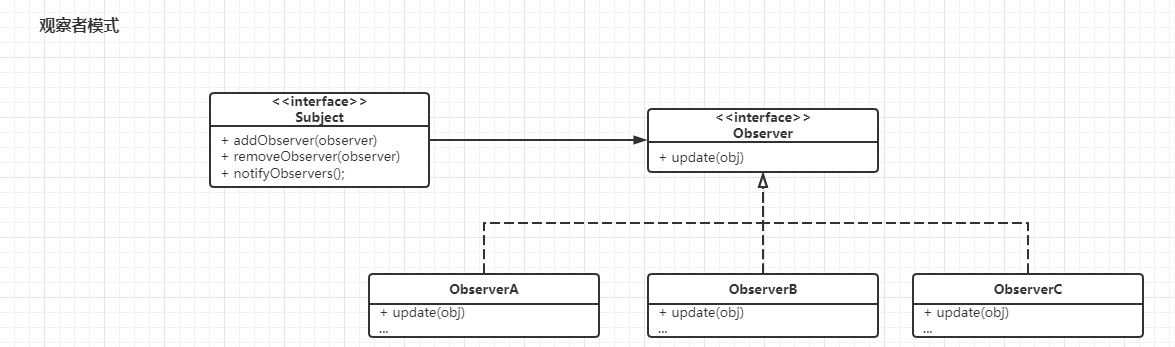 观察者模式
<<interface>>
Subject
+ addObserver(observer)
+ removeObserver(observer)
+ notifyObservers();
<<interface>>
Observer
+ update(obj)
ObserverA
+ update(obj)
...
ObserverB
+ update(obj)
...
ObserverC
+ update(obj)
...